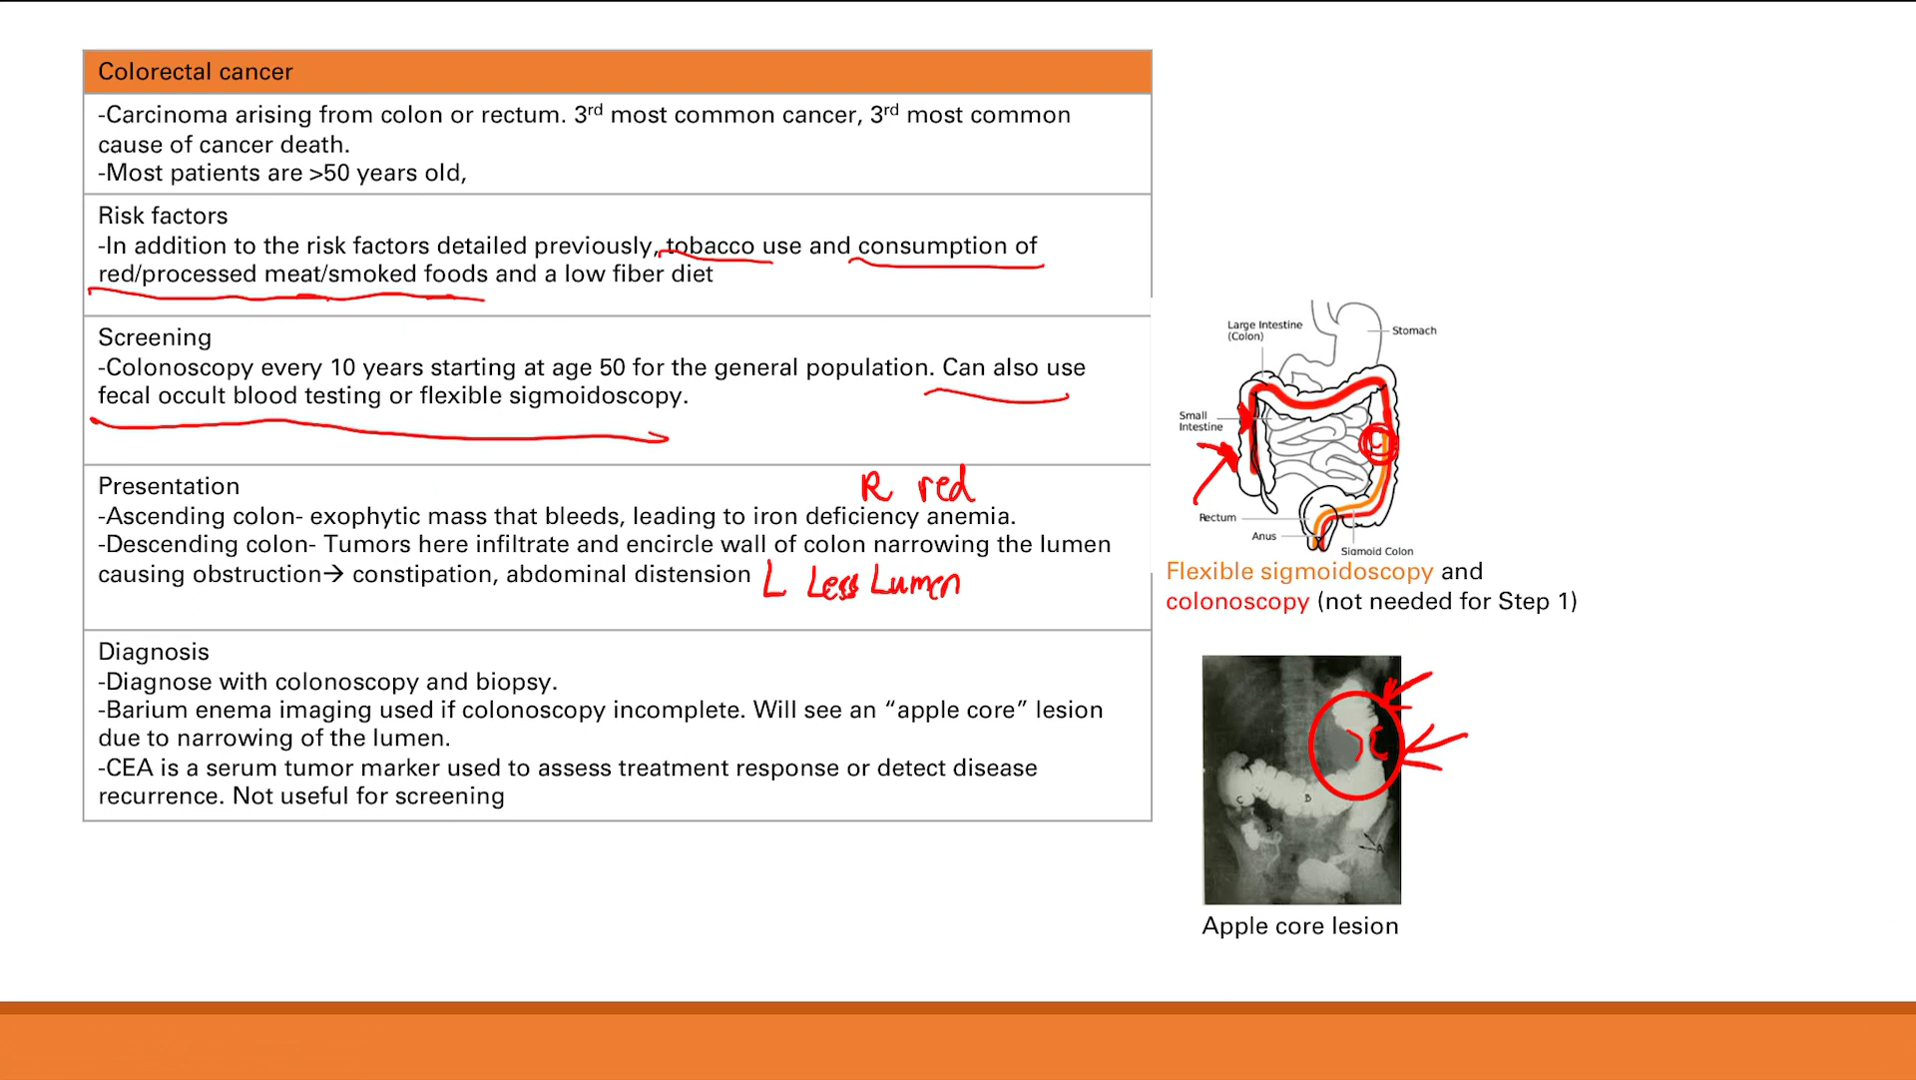 Colorectal cancer
-Carcinoma arising from colon or rectum. 3rd most common cancer, 3rd most common
cause of cancer death.
-Most patients are >50 years old,
Risk factors
-In addition to the risk factors detailed previously, tobacco use and consumption of
red/processed meat/smoked foods and a low fiber diet
Screening
-Colonoscopy every 10 years starting at age 50 for the general population. Can also use
fecal occult blood testing or flexible sigmoidoscopy.
Presentation
R red
-Ascending colon- exophytic mass that bleeds, leading to iron deficiency anemia.
-Descending colon- Tumors here infiltrate and encircle wall of colon narrowing the lumen
causing obstruction→ constipation, abdominal distension
L Less Lumen
Diagnosis
-Diagnose with colonoscopy and biopsy.
-Barium enema imaging used if colonoscopy incomplete. Will see an “apple core” lesion
due to narrowing of the lumen.
-CEA is a serum tumor marker used to assess treatment response or detect disease
recurrence. Not useful for screening
Large Intestine
(Colon)
Stomach
Small
Intestine
Rectum
Anus
Sigmoid Colon
Flexible sigmoidoscopy and
colonoscopy (not needed for Step 1)
C
B
A
Apple core lesion